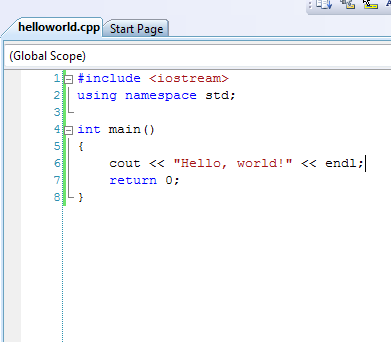 helloworld.cpp Start Page
(Global Scope)
1 #include <iostream>
2 using namespace std;
3
4 int main()
5 {
6     cout << "Hello, world!" << endl;
7     return 0;
8 }